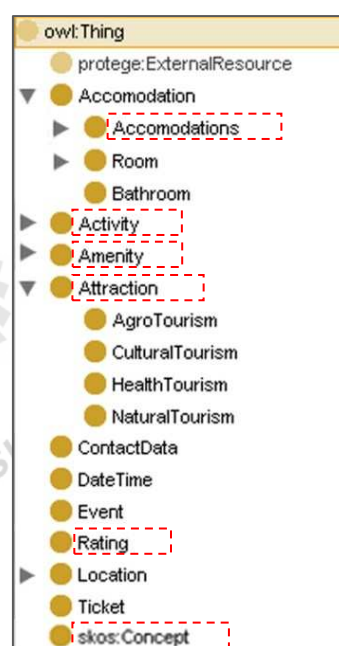 owl:Thing
protege:ExternalResource
Accomodation
Accomodations
Room
Bathroom
Activity
Amenity
Attraction
AgroTourism
CulturalTourism
HealthTourism
NaturalTourism
ContactData
DateTime
Event
Rating
Location
Ticket
skos:Concept